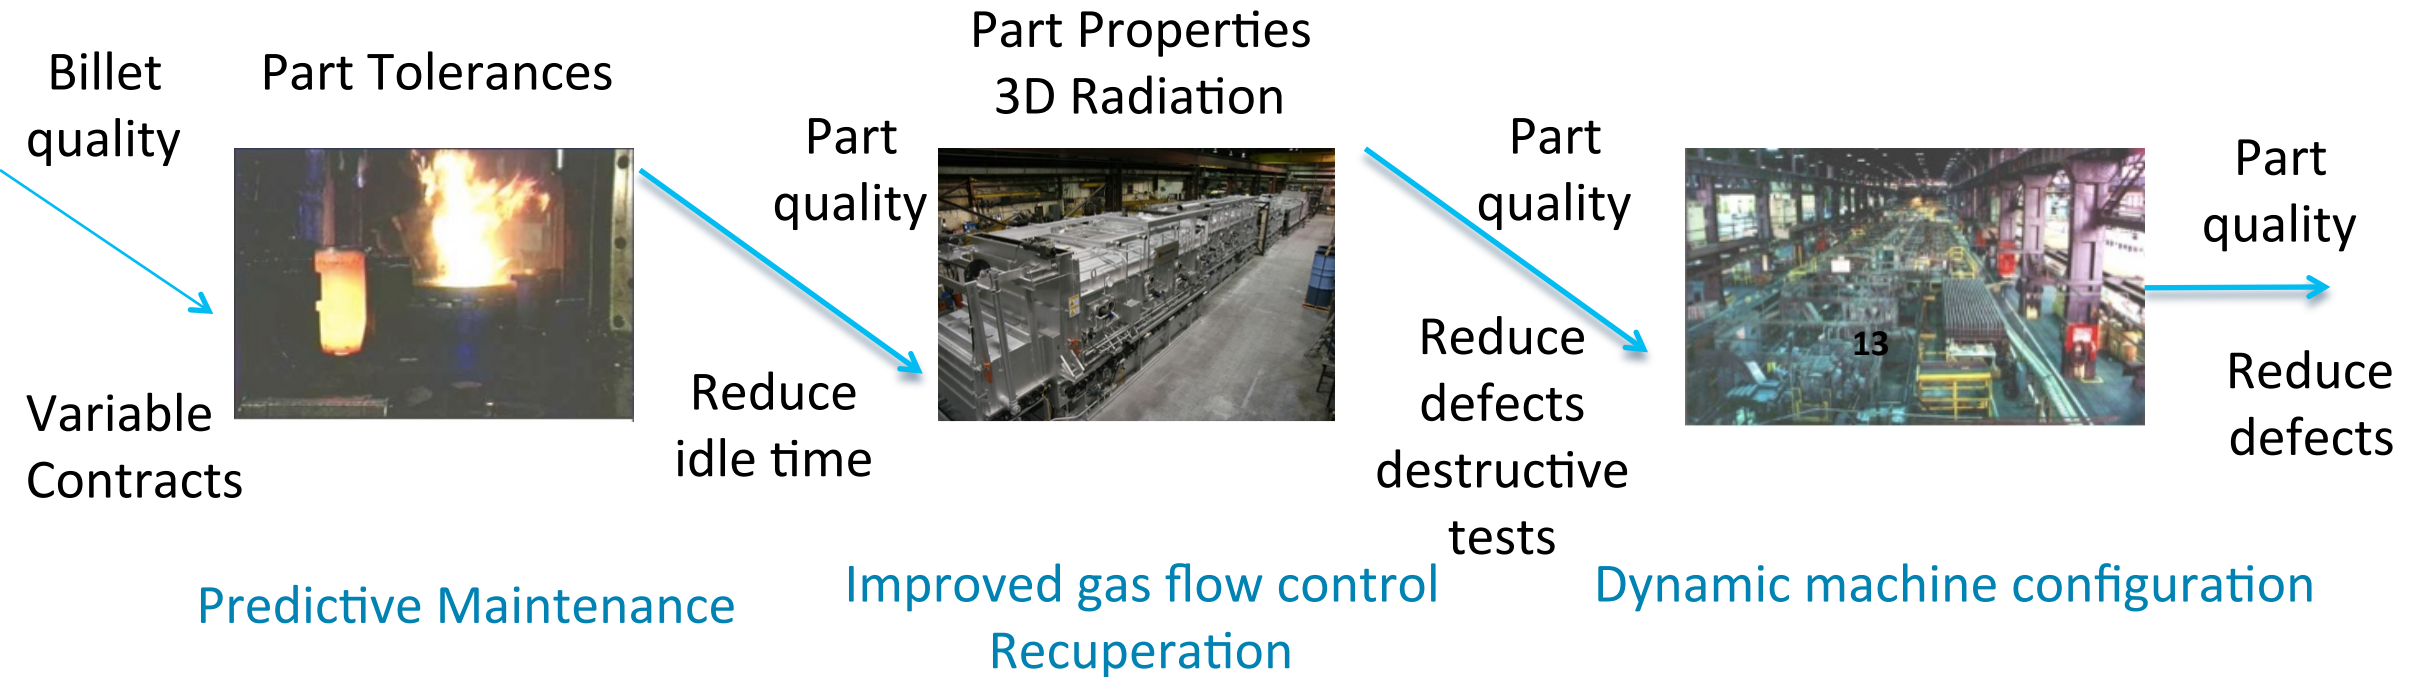 Billet
quality
Part Tolerances
Variable
Contracts
Predictive Maintenance
Part
quality
Reduce
idle time
Part Properties
3D Radiation
Improved gas flow control
Recuperation
Part
quality
Reduce
defects
destructive
tests
13
Dynamic machine configuration
Part
quality
Reduce
defects